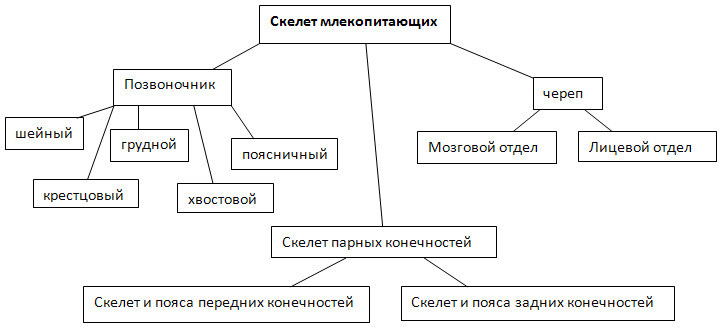 Скелет млекопитающих
Позвоночник
череп
шейный
грудной
поясничный
Мозговой отдел
Лицевой отдел
крестцовый
хвостовой
Скелет парных конечностей
Скелет и пояса передних конечностей
Скелет и пояса задних конечностей